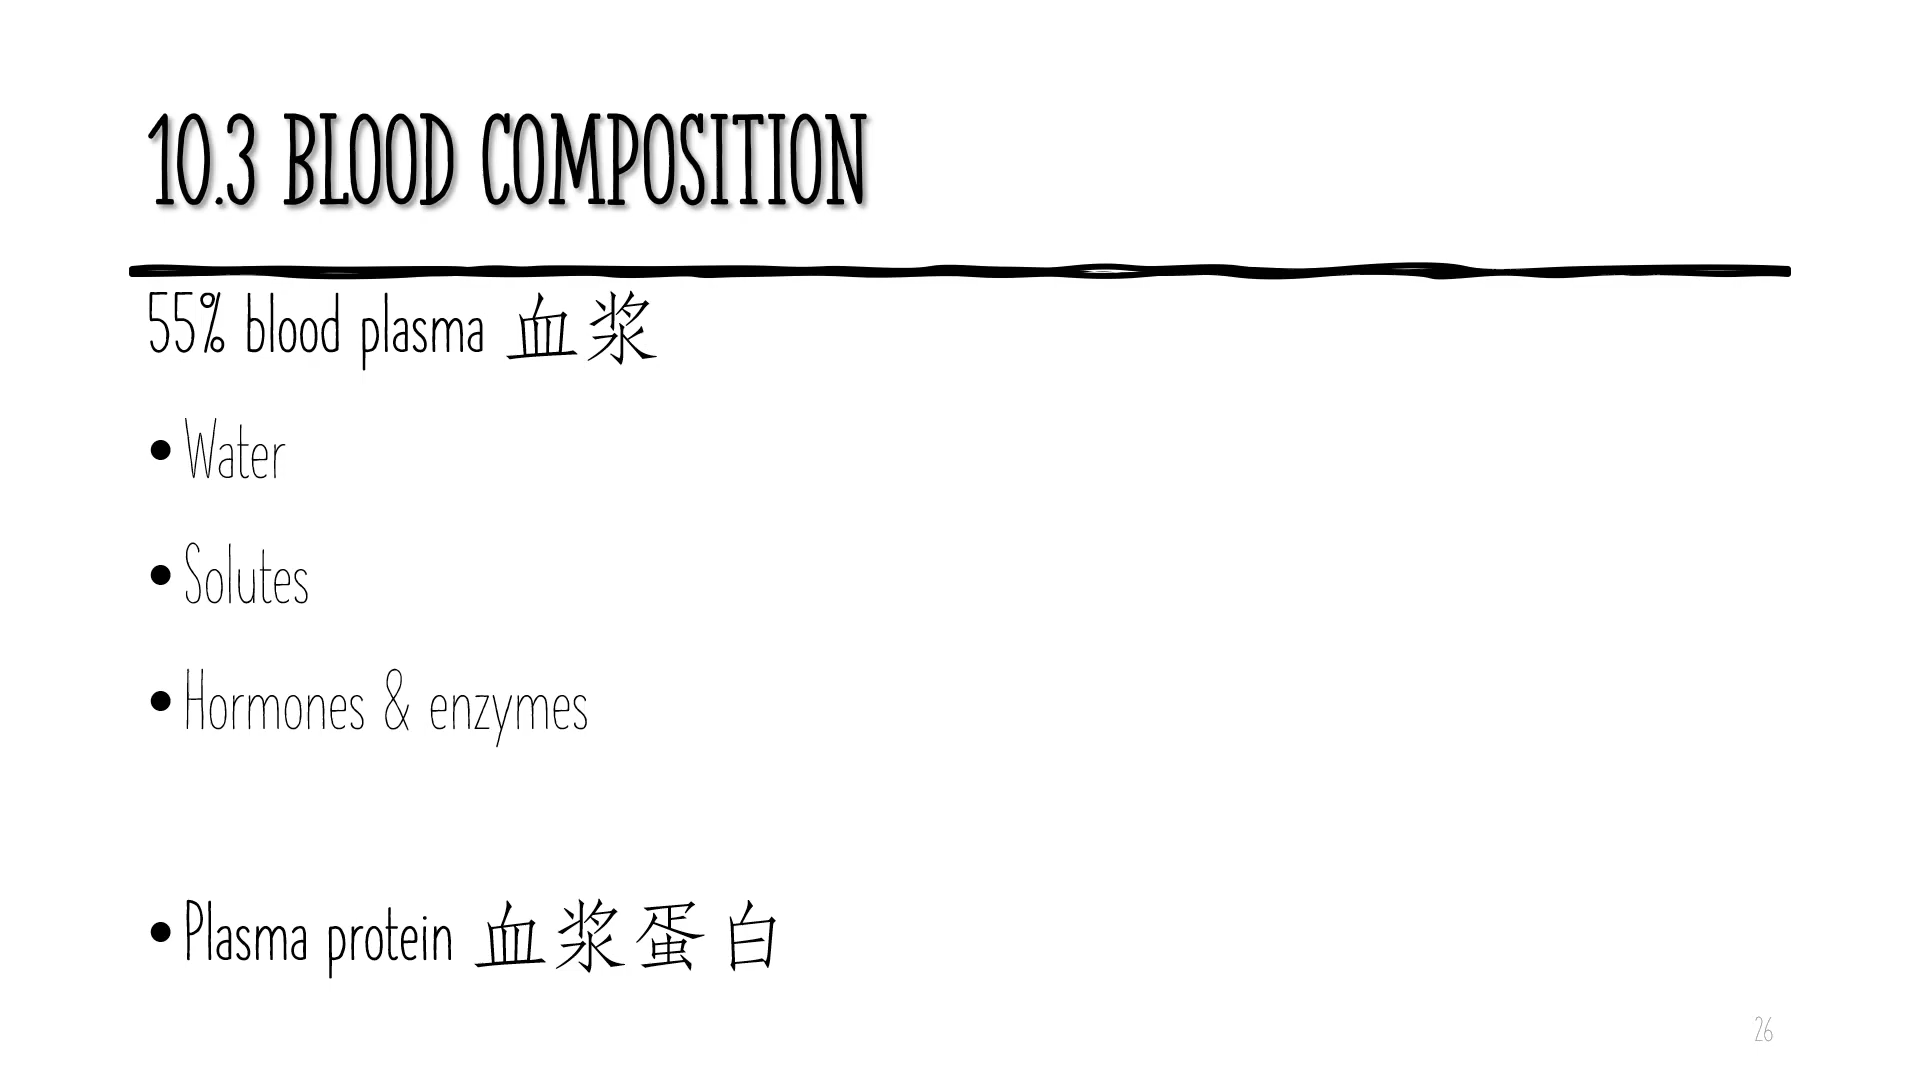 10.3 BLOOD COMPOSITION
55% blood plasma 血浆
• Water
• Solutes
• Hormones & enzymes
• Plasma protein 血浆蛋白
26